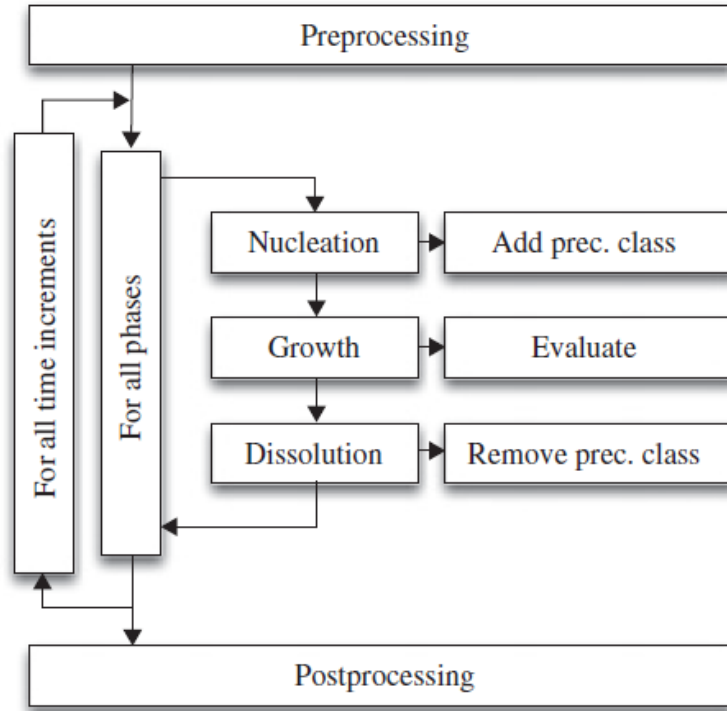 Preprocessing
For all time increments
For all phases
Nucleation
Add prec. class
Growth
Evaluate
Dissolution
Remove prec. class
Postprocessing